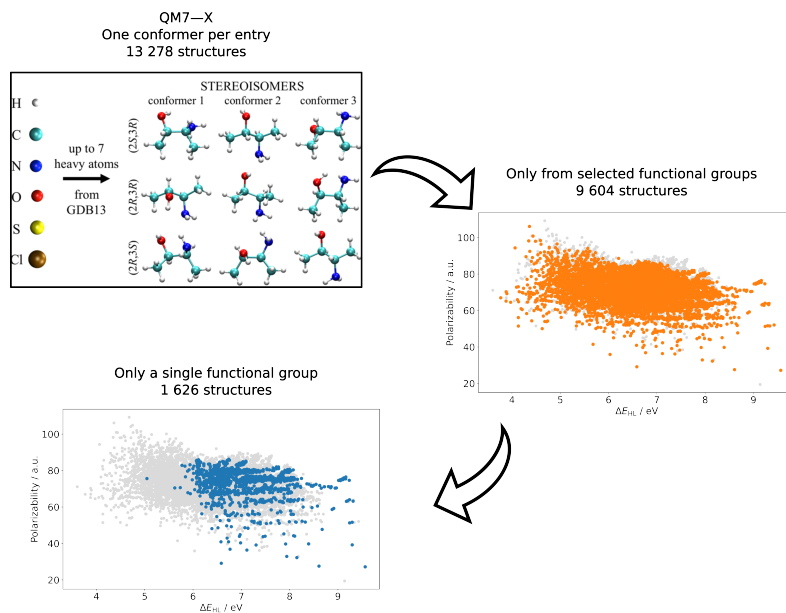 QM7—X
One conformer per entry
13 278 structures
STEREOISOMERS
conformer 1 conformer 2 conformer 3
H
C
N
O
S
Cl
up to 7
heavy atoms
from
GDB13
(2S,3R)
(2R,3R)
(2R,3S)
Only from selected functional groups
9 604 structures
Polarizability / a.u.
100
80
60
40
20
4 5 6 7 8 9
ΔE_HL / eV
Only a single functional group
1 626 structures
Polarizability / a.u.
100
80
60
40
20
4 5 6 7 8 9
ΔE_HL / eV